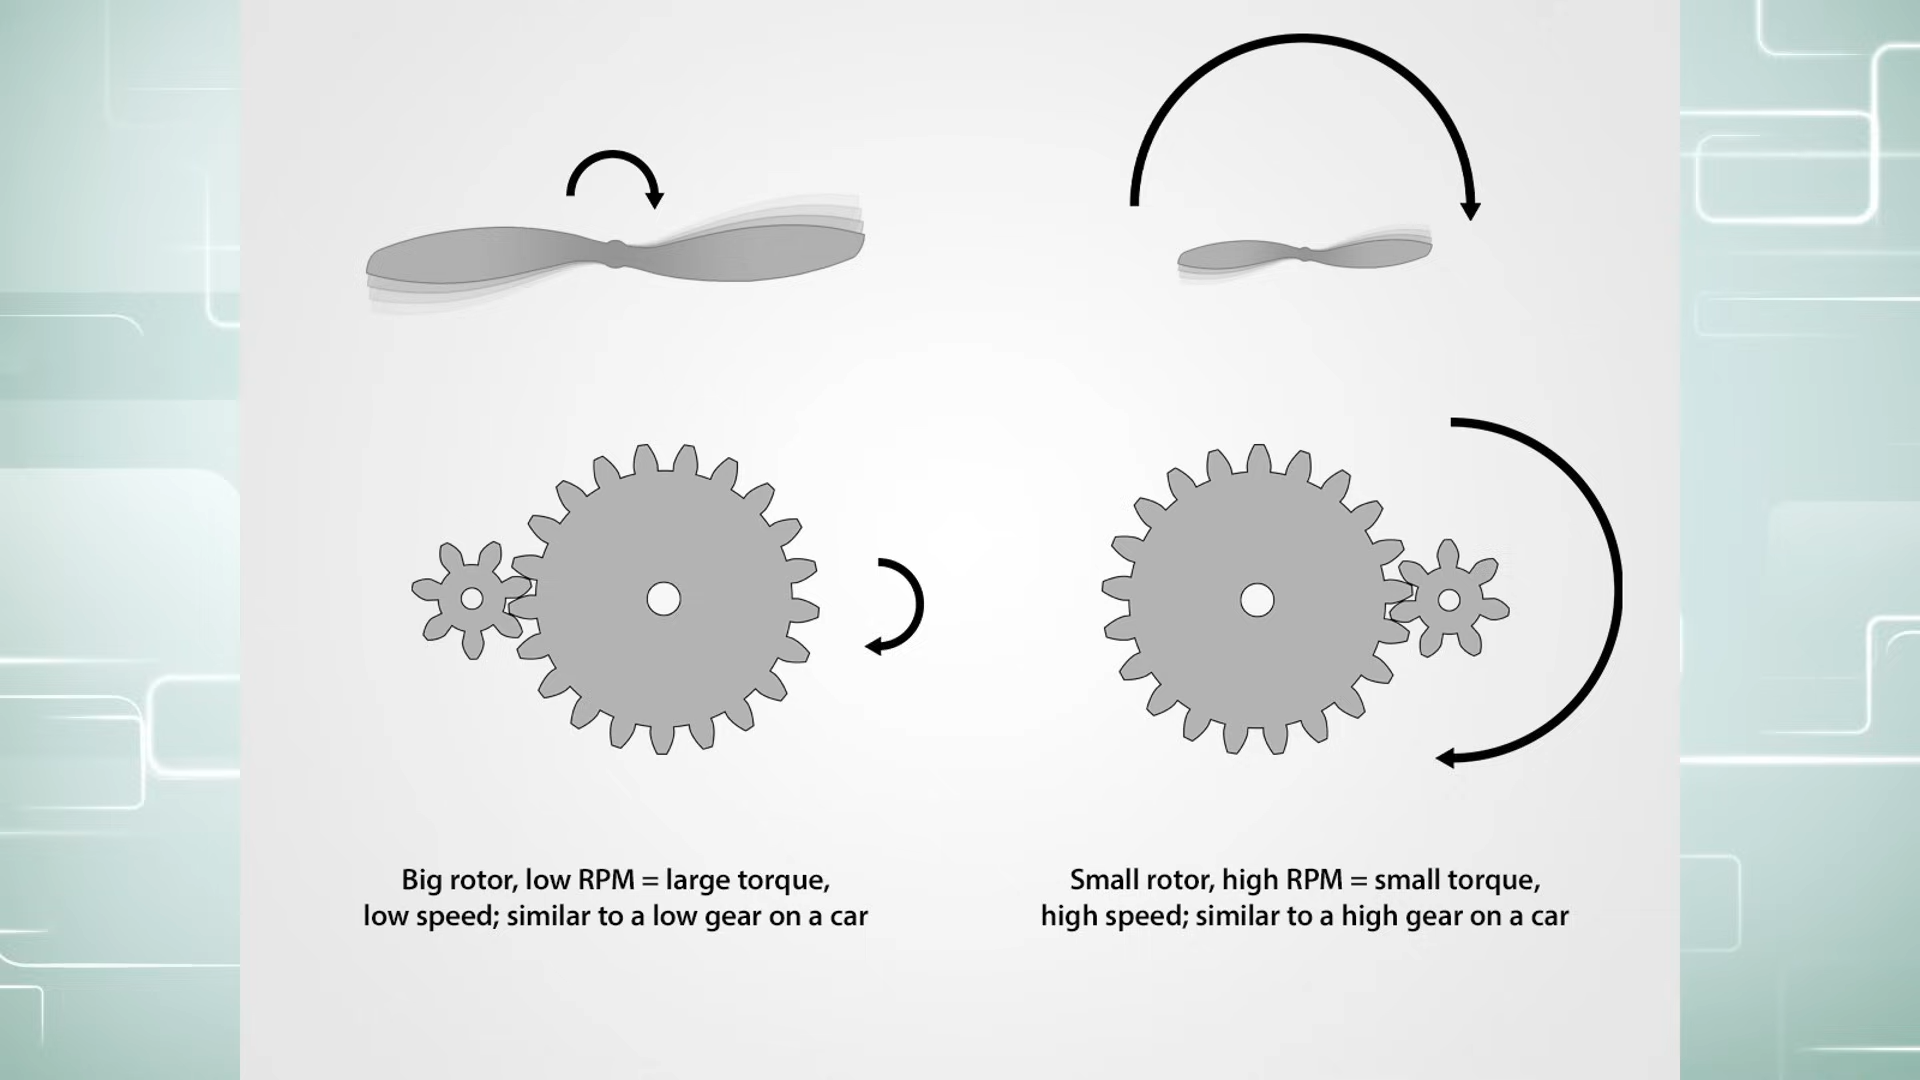 Big rotor, low RPM = large torque,
low speed; similar to a low gear on a car
Small rotor, high RPM = small torque,
high speed; similar to a high gear on a car